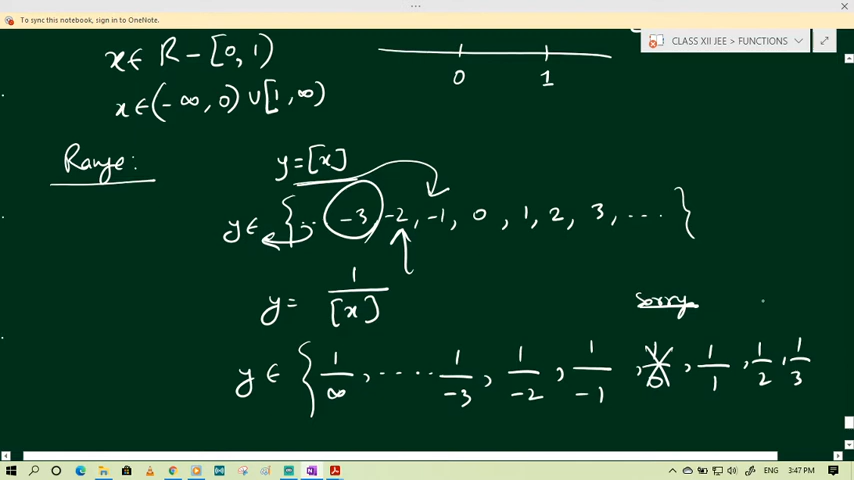 To sync this notebook, sign in to OneNote.
CLASS XII JEE > FUNCTIONS
x ∈ R - [0, 1)
0 1
x ∈ (-∞, 0) ∪ [1, ∞)
Range:
y = [x]
y ∈ { ... -3, -2, -1, 0, 1, 2, 3, ... }
y = 1/[x]
sorry
y ∈ { 1/∞, ..... 1/-3, 1/-2, 1/-1, 1/0, 1/1, 1/2, 1/3
ENG 3:47 PM